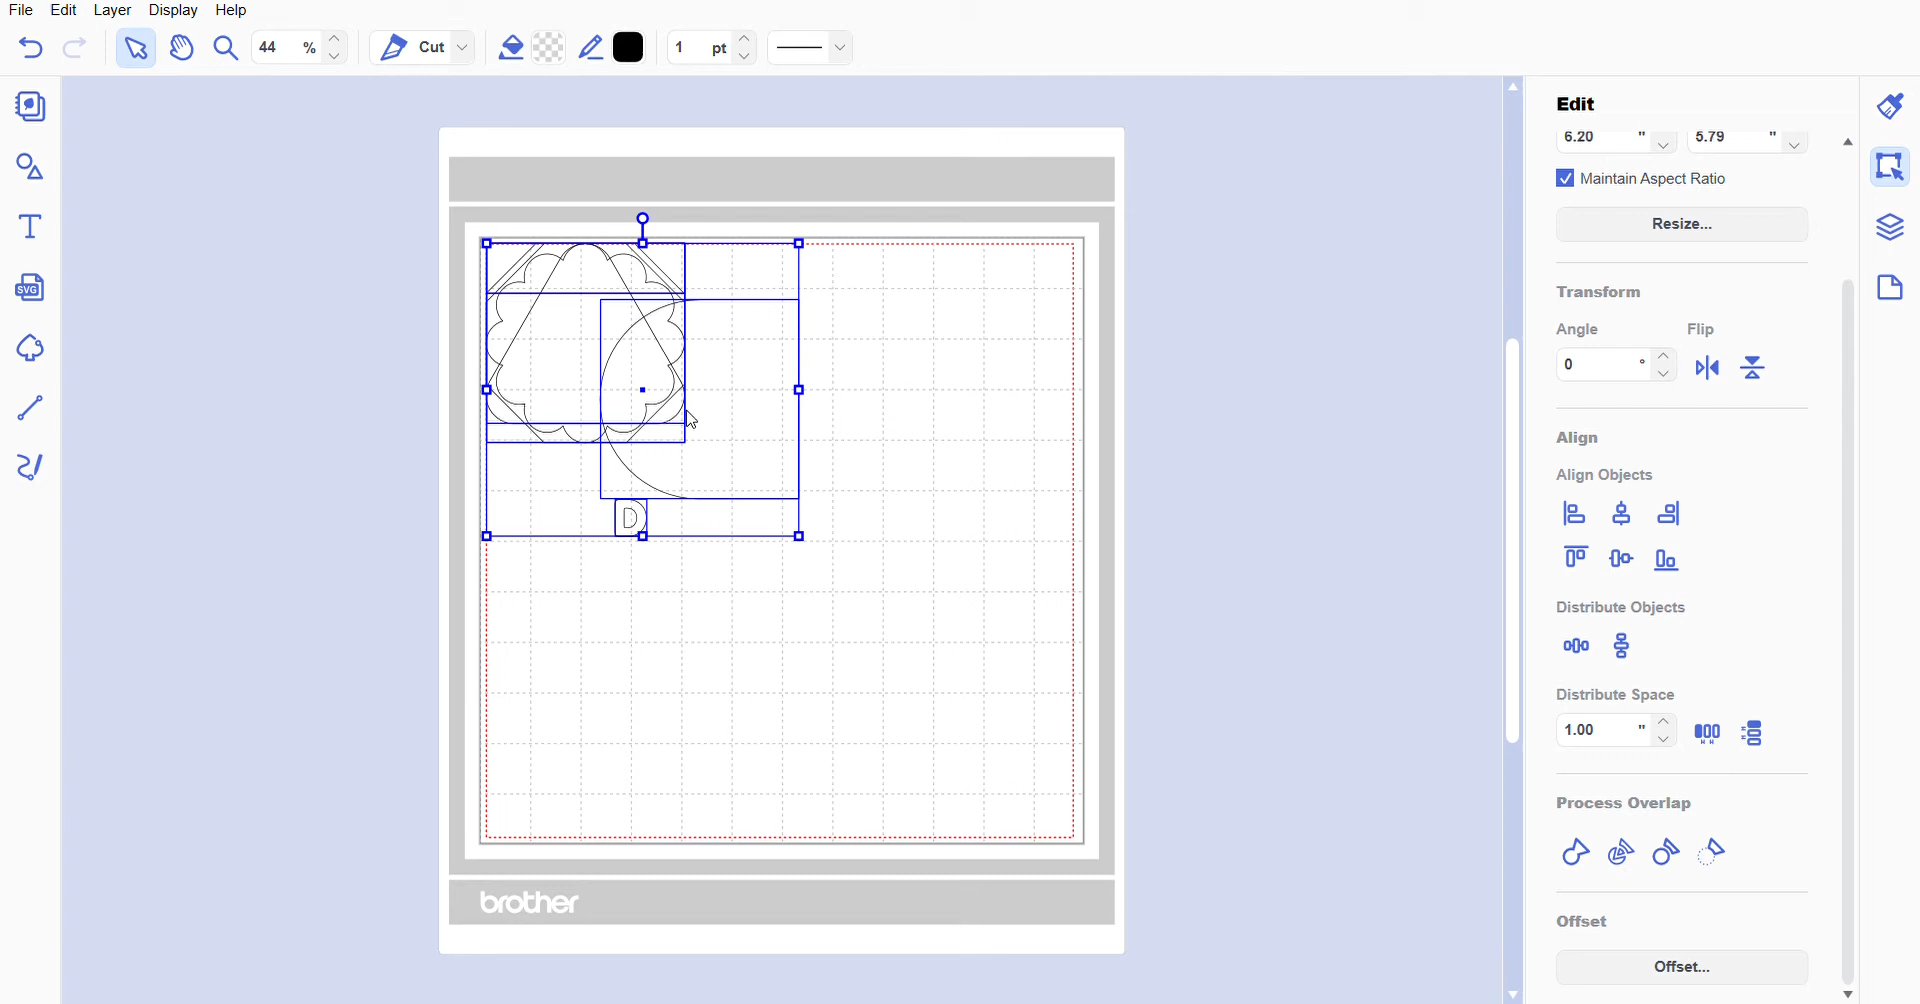 File Edit Layer Display Help
44 % Cut 1 pt
Edit
6.20 " 5.79 "
Maintain Aspect Ratio
Resize...
Transform
Angle Flip
0 °
Align
Align Objects
Distribute Objects
Distribute Space
1.00 "
Process Overlap
Offset
Offset...
SVG
D
brother